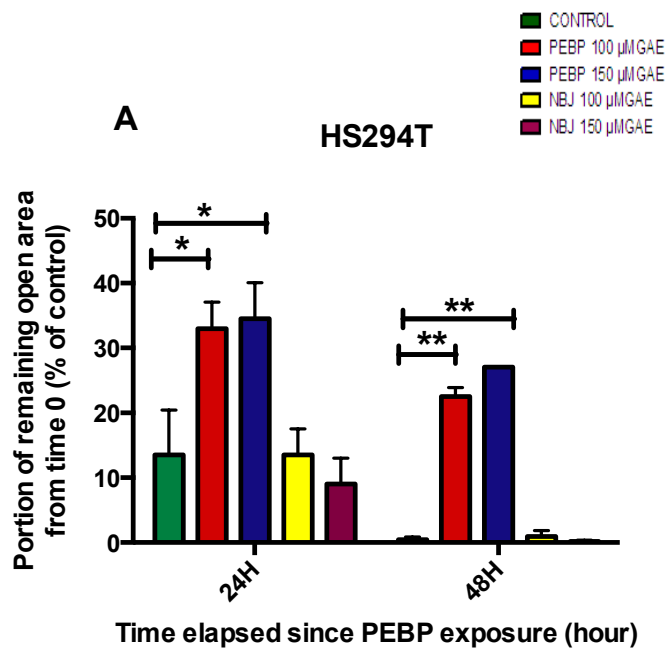 CONTROL
PEBP 100 µMGAE
PEBP 150 µMGAE
NBJ 100 µMGAE
NBJ 150 µMGAE
A
HS294T
Portion of remaining open area
from time 0 (% of control)
50
40
30
20
10
0
*
*
**
**
24H
48H
Time elapsed since PEBP exposure (hour)